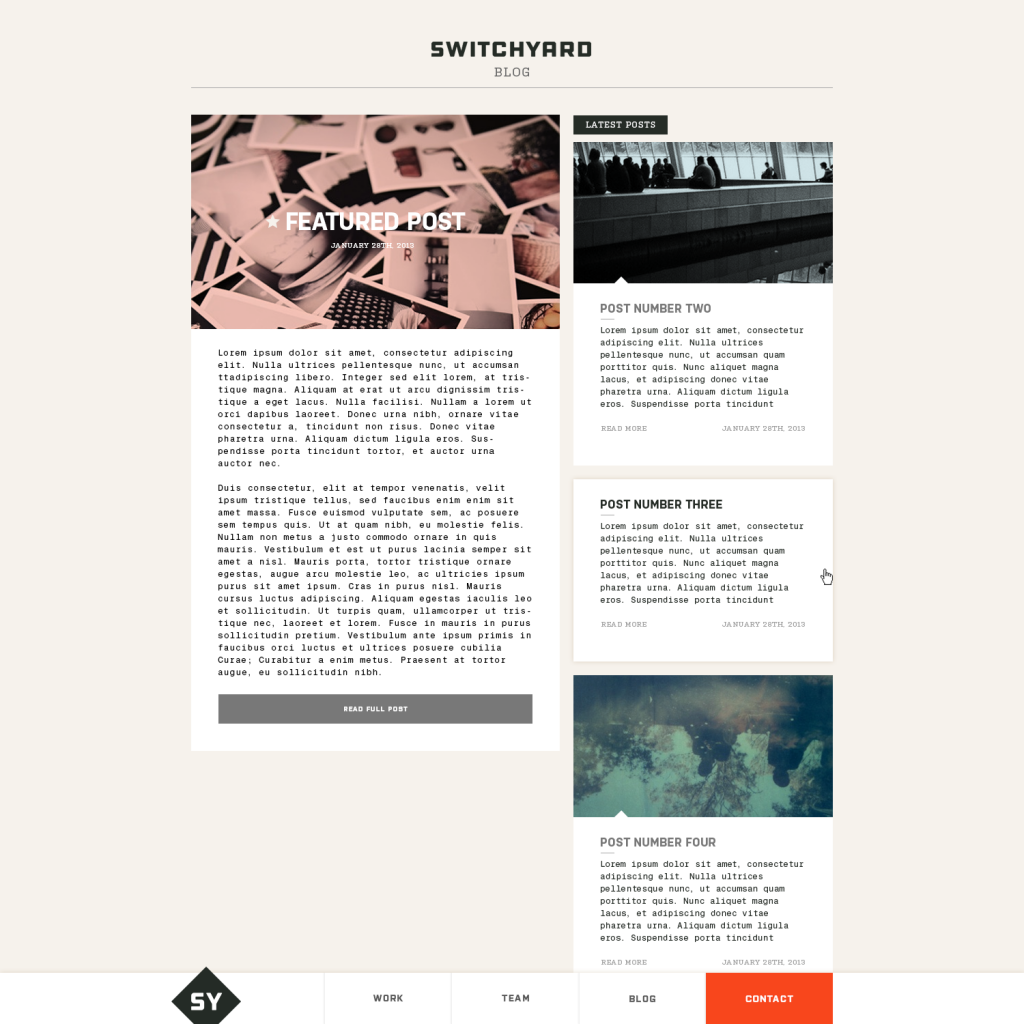 SWITCHYARD
BLOG
FEATURED POST
JANUARY 28TH, 2013
R
Lorem ipsum dolor sit amet, consectetur adipiscing
elit. Nulla ultrices pellentesque nunc, ut accumsan
ttadipiscing libero. Integer sed elit lorem, at tris-
tique magna. Aliquam at erat ut arcu dignissim tris-
tique a eget lacus. Nulla facilisi. Nullam a lorem ut
orci dapibus laoreet. Donec urna nibh, ornare vitae
consectetur a, tincidunt non risus. Donec vitae
pharetra urna. Aliquam dictum ligula eros. Sus-
pendisse porta tincidunt tortor, et auctor urna
auctor nec.
Duis consectetur, elit at tempor venenatis, velit
ipsum tristique tellus, sed faucibus enim enim sit
amet massa. Fusce euismod vulputate sem, ac posuere
sem tempus quis. Ut at quam nibh, eu molestie felis.
Nullam non metus a justo commodo ornare in quis
mauris. Vestibulum et est ut purus lacinia semper sit
amet a nisl. Mauris porta, tortor tristique ornare
egestas, augue arcu molestie leo, ac ultricies ipsum
purus sit amet ipsum. Cras in purus nisl. Mauris
cursus luctus adipiscing. Aliquam egestas iaculis leo
et sollicitudin. Ut turpis quam, ullamcorper ut tris-
tique nec, laoreet et lorem. Fusce in mauris in purus
sollicitudin pretium. Vestibulum ante ipsum primis in
faucibus orci luctus et ultrices posuere cubilia
Curae; Curabitur a enim metus. Praesent at tortor
augue, eu sollicitudin nibh.
READ FULL POST
LATEST POSTS
POST NUMBER TWO
Lorem ipsum dolor sit amet, consectetur
adipiscing elit. Nulla ultrices
pellentesque nunc, ut accumsan quam
porttitor quis. Nunc aliquet magna
lacus, et adipiscing donec vitae
pharetra urna. Aliquam dictum ligula
eros. Suspendisse porta tincidunt
READ MORE JANUARY 28TH, 2013
POST NUMBER THREE
Lorem ipsum dolor sit amet, consectetur
adipiscing elit. Nulla ultrices
pellentesque nunc, ut accumsan quam
porttitor quis. Nunc aliquet magna
lacus, et adipiscing donec vitae
pharetra urna. Aliquam dictum ligula
eros. Suspendisse porta tincidunt
READ MORE JANUARY 28TH, 2013
POST NUMBER FOUR
Lorem ipsum dolor sit amet, consectetur
adipiscing elit. Nulla ultrices
pellentesque nunc, ut accumsan quam
porttitor quis. Nunc aliquet magna
lacus, et adipiscing donec vitae
pharetra urna. Aliquam dictum ligula
eros. Suspendisse porta tincidunt
READ MORE JANUARY 28TH, 2013
SY WORK TEAM BLOG CONTACT